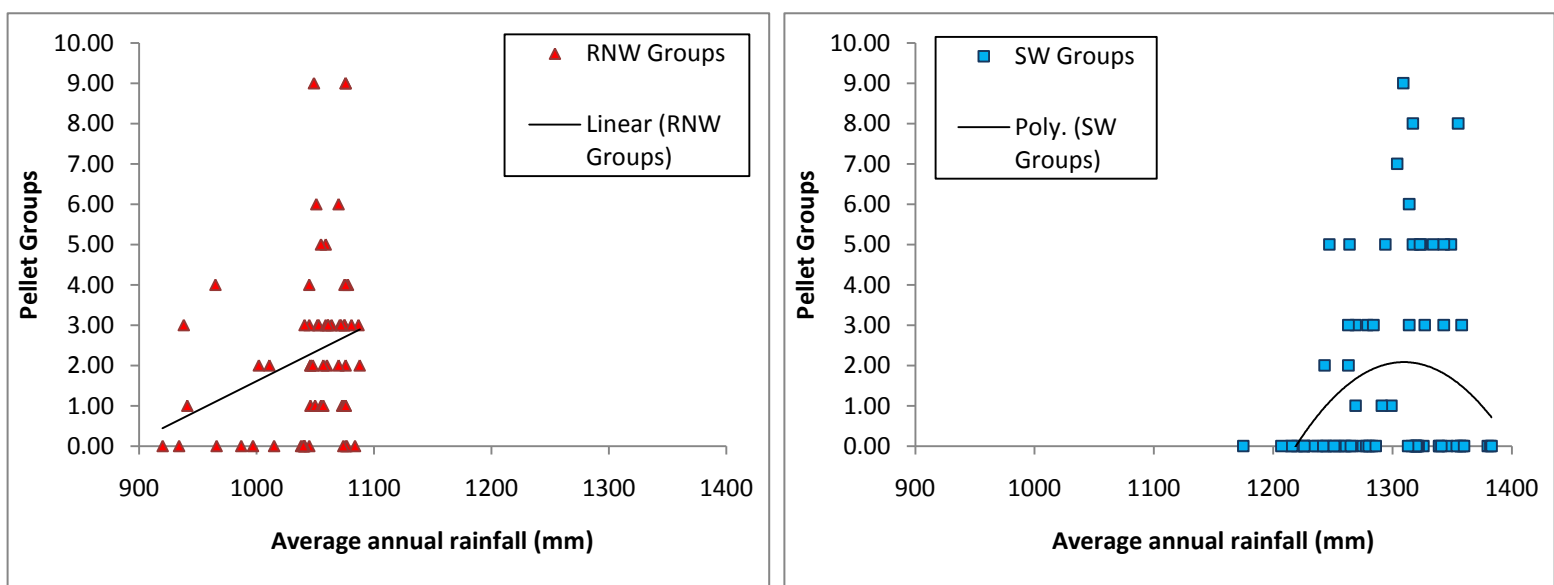 10.00
9.00
8.00
7.00
6.00
5.00
4.00
3.00
2.00
1.00
0.00
Pellet Groups
900 1000 1100 1200 1300 1400
Average annual rainfall (mm)
RNW Groups
Linear (RNW
Groups)
10.00
9.00
8.00
7.00
6.00
5.00
4.00
3.00
2.00
1.00
0.00
Pellet Groups
900 1000 1100 1200 1300 1400
Average annual rainfall (mm)
SW Groups
Poly. (SW
Groups)